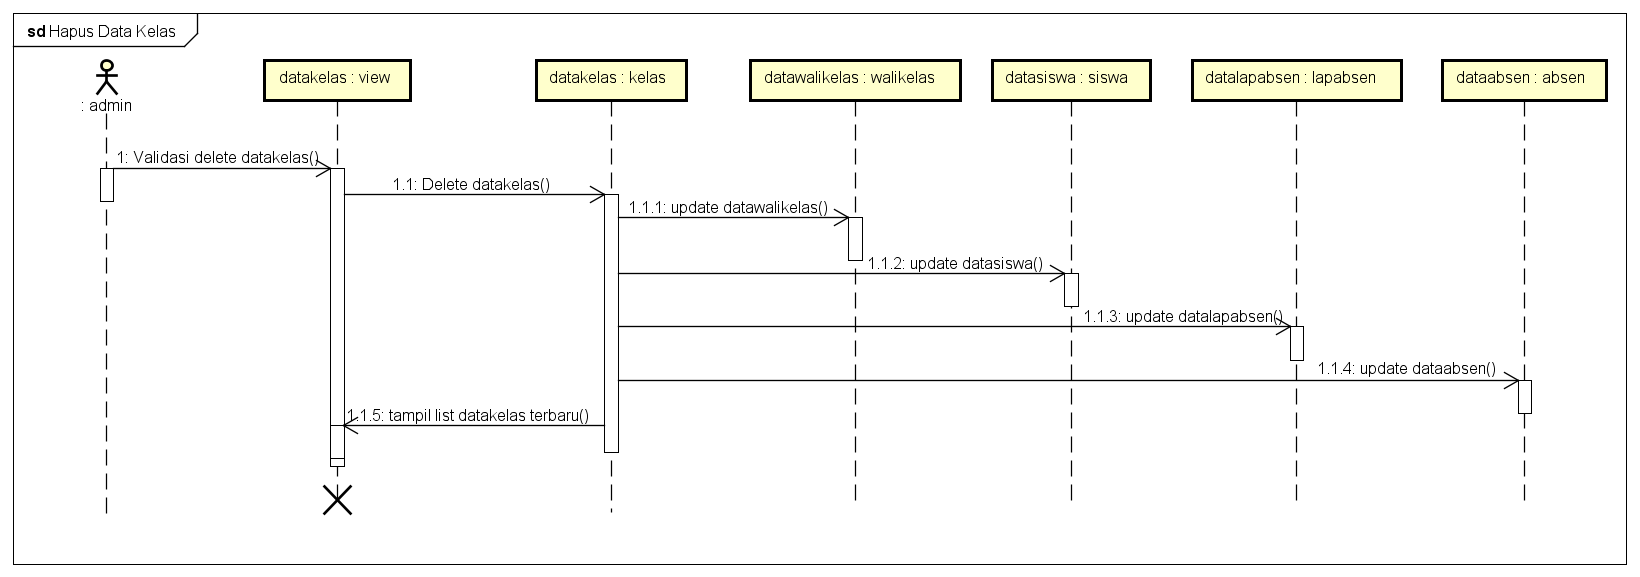 sd Hapus Data Kelas
: admin
datakelas : view
datakelas : kelas
datawalikelas : walikelas
datasiswa : siswa
datalapabsen : lapabsen
dataabsen : absen
1: Validasi delete datakelas()
1.1: Delete datakelas()
1.1.1: update datawalikelas()
1.1.2: update datasiswa()
1.1.3: update datalapabsen()
1.1.4: update dataabsen()
1.1.5: tampil list datakelas terbaru()